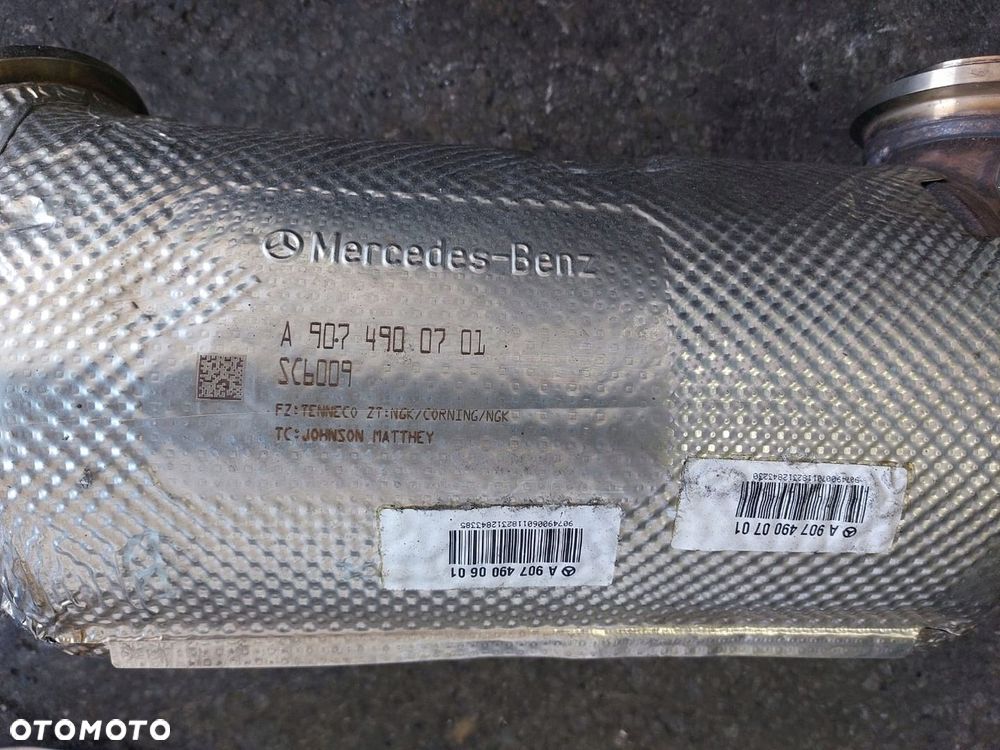 Mercedes-Benz
A 907 490 07 01
SC6009
FZ:TENNECO ZT:NGK/CORNING/NGK
TC:JOHNSON MATTHEY
A 907 490 07 01
A 907 490 06 01
OTOMOTO